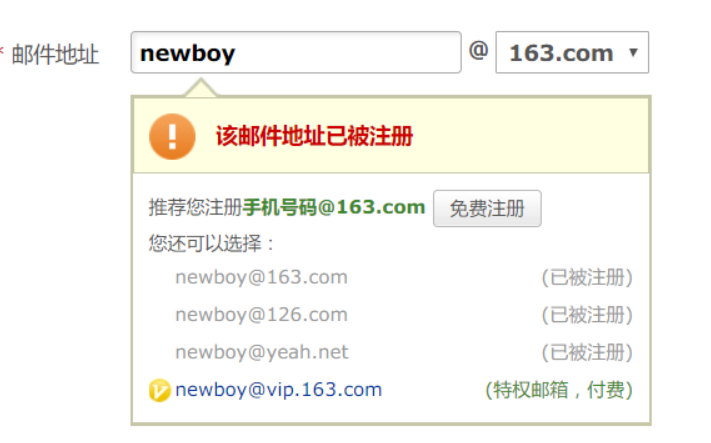 * 邮件地址 newboy @ 163.com
该邮件地址已被注册
推荐您注册手机号码@163.com 免费注册
您还可以选择：
newboy@163.com (已被注册)
newboy@126.com (已被注册)
newboy@yeah.net (已被注册)
newboy@vip.163.com (特权邮箱，付费)